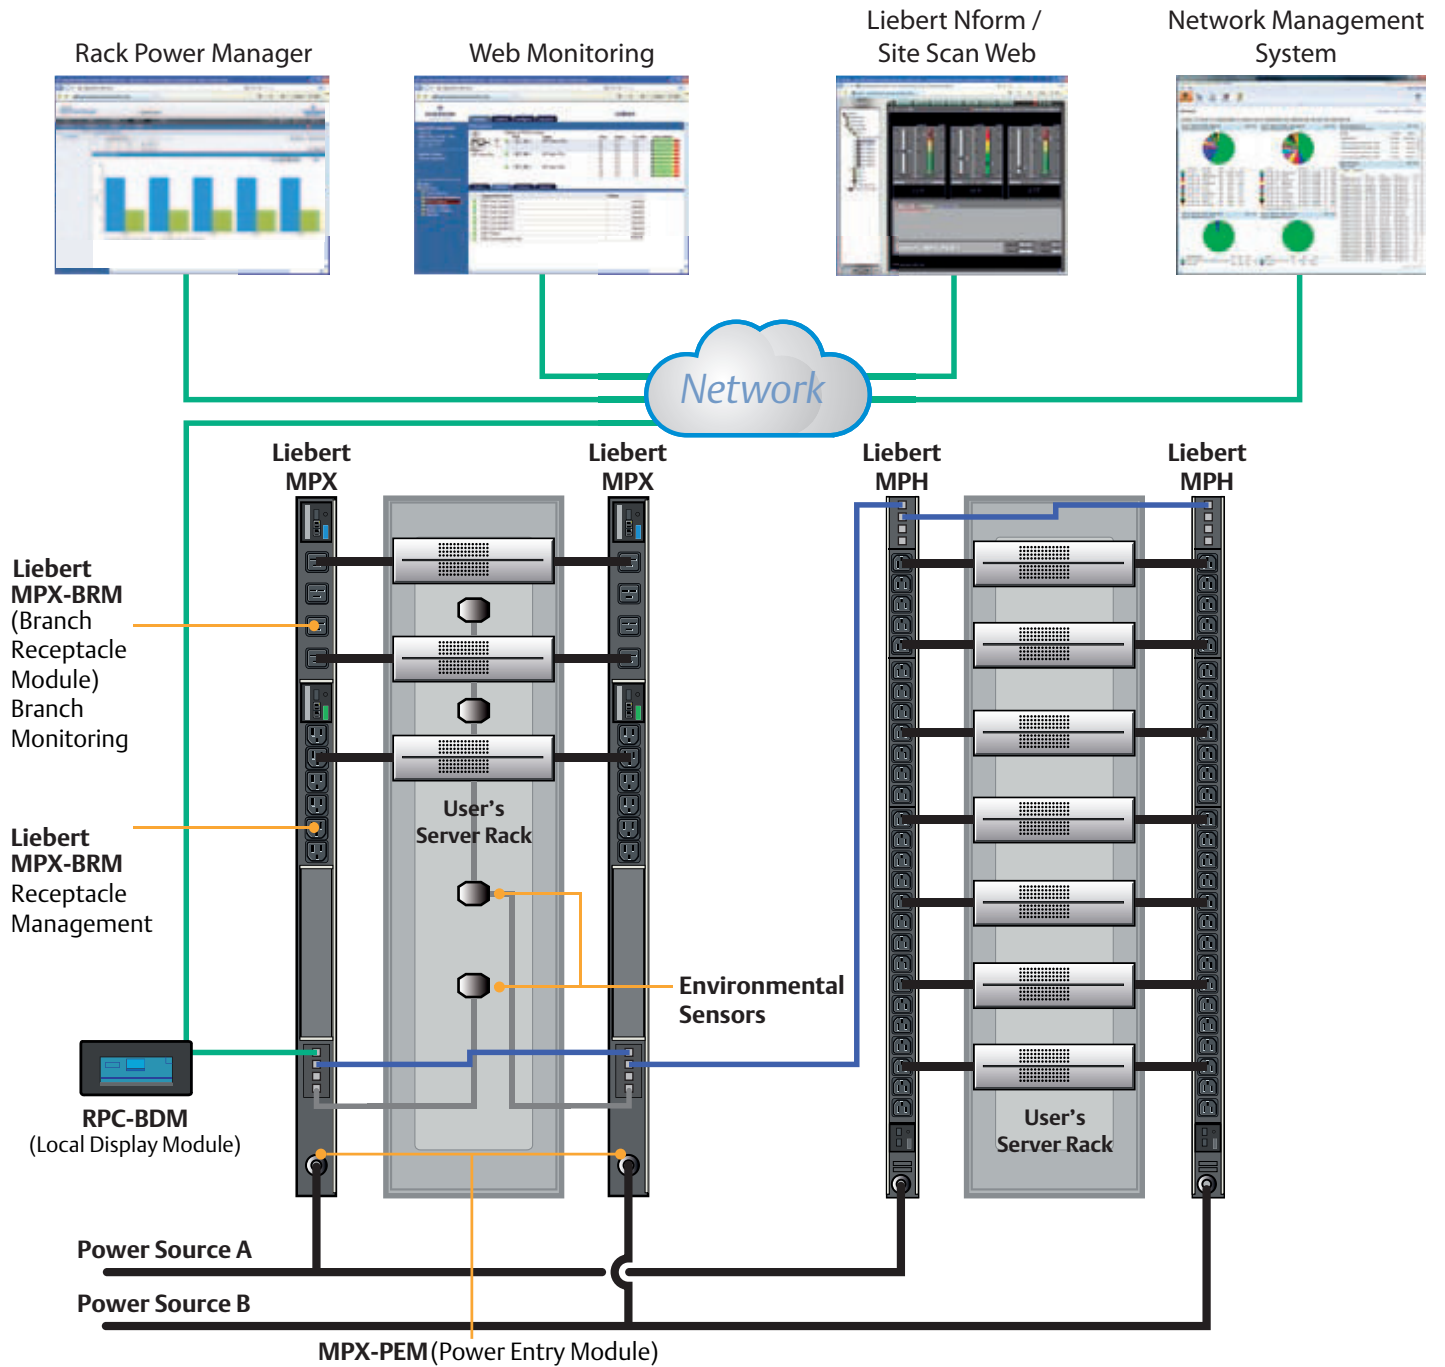 Rack Power Manager
Web Monitoring
Liebert Nform /
Site Scan Web
Network Management
System
Network
Liebert
MPX
Liebert
MPX
Liebert
MPH
Liebert
MPH
Liebert
MPX-BRM
(Branch
Receptacle
Module)
Branch
Monitoring
Liebert
MPX-BRM
Receptacle
Management
User's
Server Rack
Environmental
Sensors
RPC-BDM
(Local Display Module)
User's
Server Rack
Power Source A
Power Source B
MPX-PEM (Power Entry Module)